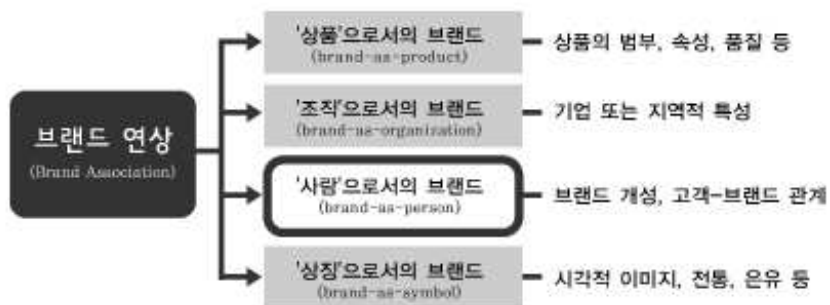 브랜드 연상
(Brand Association)
'상품'으로서의 브랜드
(brand-as-product)
상품의 범부, 속성, 품질 등
'조직'으로서의 브랜드
(brand-as-organization)
기업 또는 지역적 특성
'사람'으로서의 브랜드
(brand-as-person)
브랜드 개성, 고객-브랜드 관계
'상징'으로서의 브랜드
(brand-as-symbol)
시각적 이미지, 전통, 은유 등